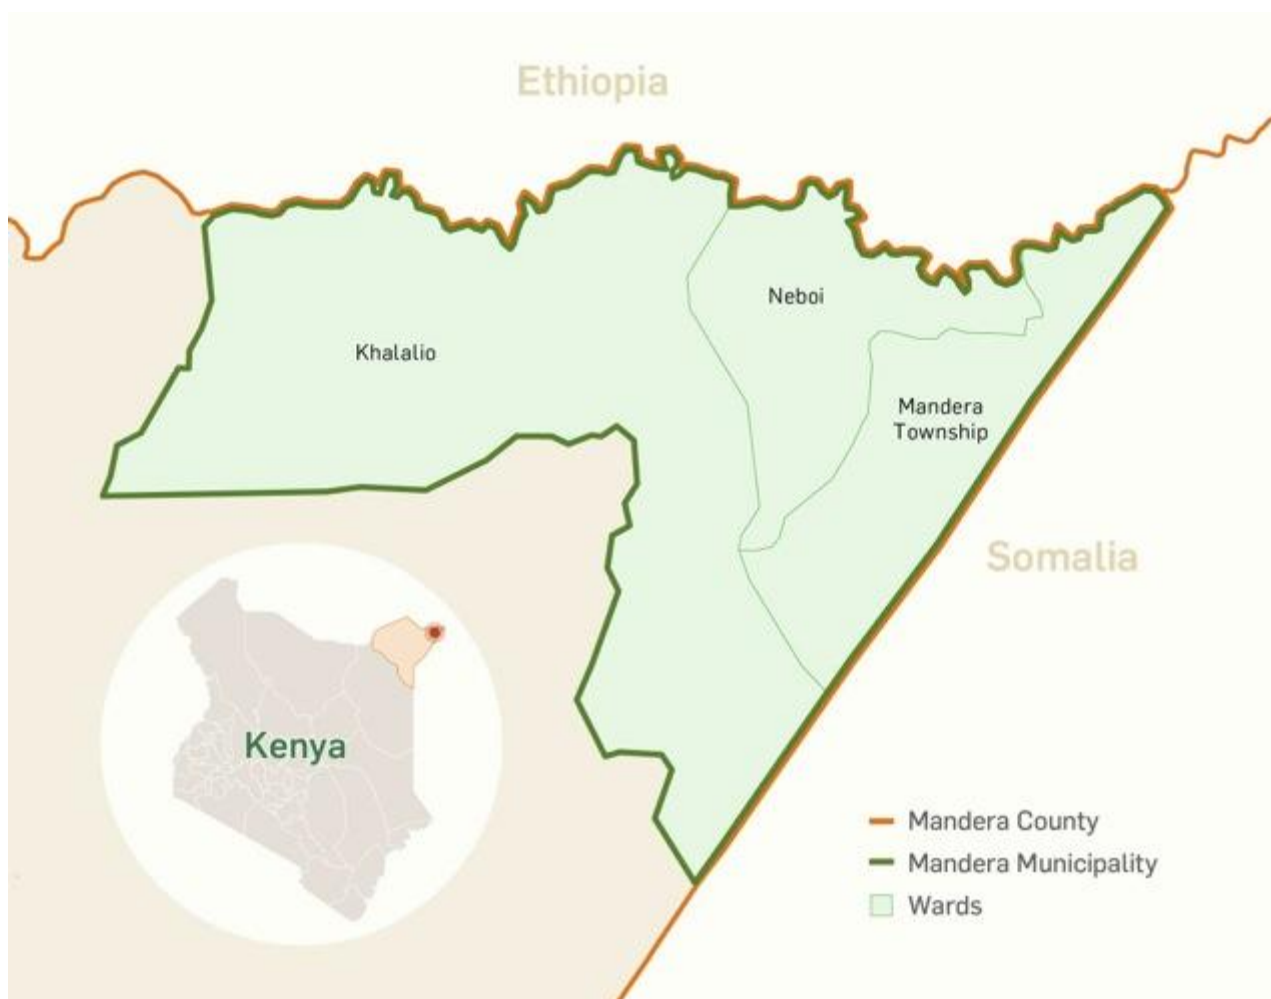 Ethiopia
Neboi
Khalalio
Mandera
Township
Somalia
Kenya
Mandera County
Mandera Municipality
Wards